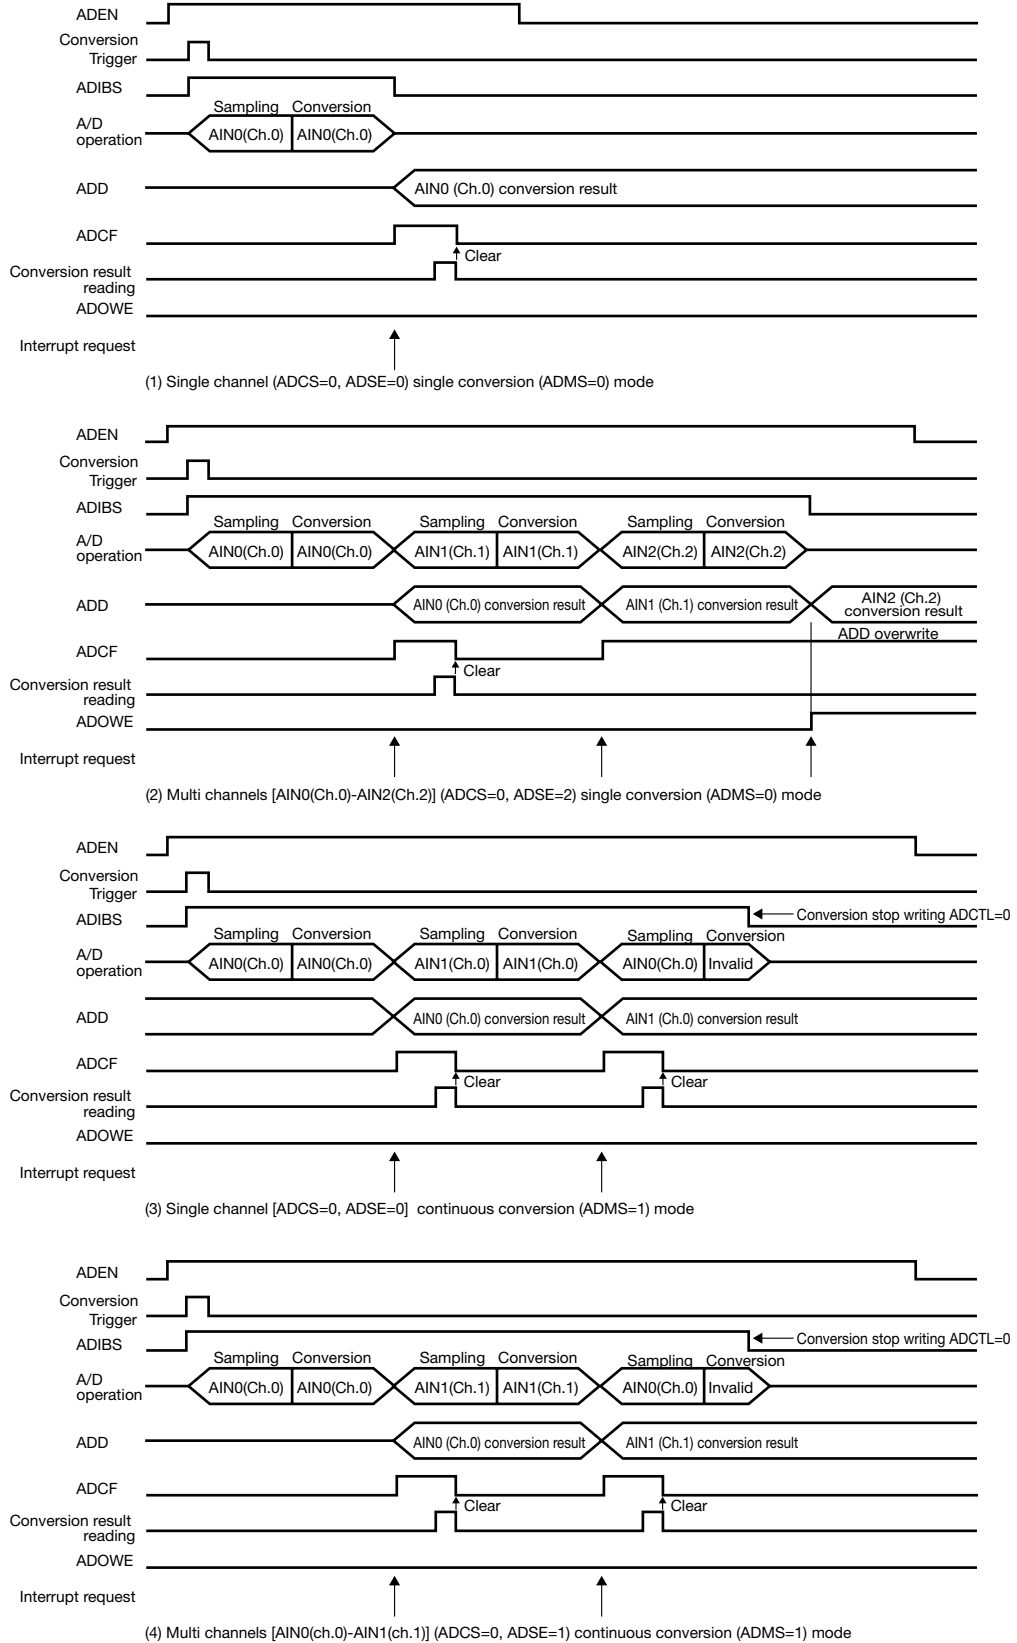 ADEN
Conversion
Trigger
ADIBS
Sampling Conversion
A/D
operation
AIN0(Ch.0) AIN0(Ch.0)
ADD
AIN0 (Ch.0) conversion result
ADCF
Clear
Conversion result
reading
ADOWE
Interrupt request
(1) Single channel (ADCS=0, ADSE=0) single conversion (ADMS=0) mode
ADEN
Conversion
Trigger
ADIBS
Sampling Conversion Sampling Conversion Sampling Conversion
A/D
operation
AIN0(Ch.0) AIN0(Ch.0) AIN1(Ch.1) AIN1(Ch.1) AIN2(Ch.2) AIN2(Ch.2)
ADD
AIN0 (Ch.0) conversion result AIN1 (Ch.1) conversion result AIN2 (Ch.2)
conversion result
ADD overwrite
ADCF
Clear
Conversion result
reading
ADOWE
Interrupt request
(2) Multi channels [AIN0(Ch.0)-AIN2(Ch.2)] (ADCS=0, ADSE=2) single conversion (ADMS=0) mode
ADEN
Conversion
Trigger
ADIBS
Conversion stop writing ADCTL=0
Sampling Conversion Sampling Conversion Sampling Conversion
A/D
operation
AIN0(Ch.0) AIN0(Ch.0) AIN1(Ch.0) AIN1(Ch.0) AIN0(Ch.0) Invalid
ADD
AIN0 (Ch.0) conversion result AIN1 (Ch.0) conversion result
ADCF
Clear Clear
Conversion result
reading
ADOWE
Interrupt request
(3) Single channel [ADCS=0, ADSE=0] continuous conversion (ADMS=1) mode
ADEN
Conversion
Trigger
ADIBS
Conversion stop writing ADCTL=0
Sampling Conversion Sampling Conversion Sampling Conversion
A/D
operation
AIN0(Ch.0) AIN0(Ch.0) AIN1(Ch.1) AIN1(Ch.1) AIN0(Ch.0) Invalid
ADD
AIN0 (Ch.0) conversion result AIN1 (Ch.1) conversion result
ADCF
Clear Clear
Conversion result
reading
ADOWE
Interrupt request
(4) Multi channels [AIN0(ch.0)-AIN1(ch.1)] (ADCS=0, ADSE=1) continuous conversion (ADMS=1) mode